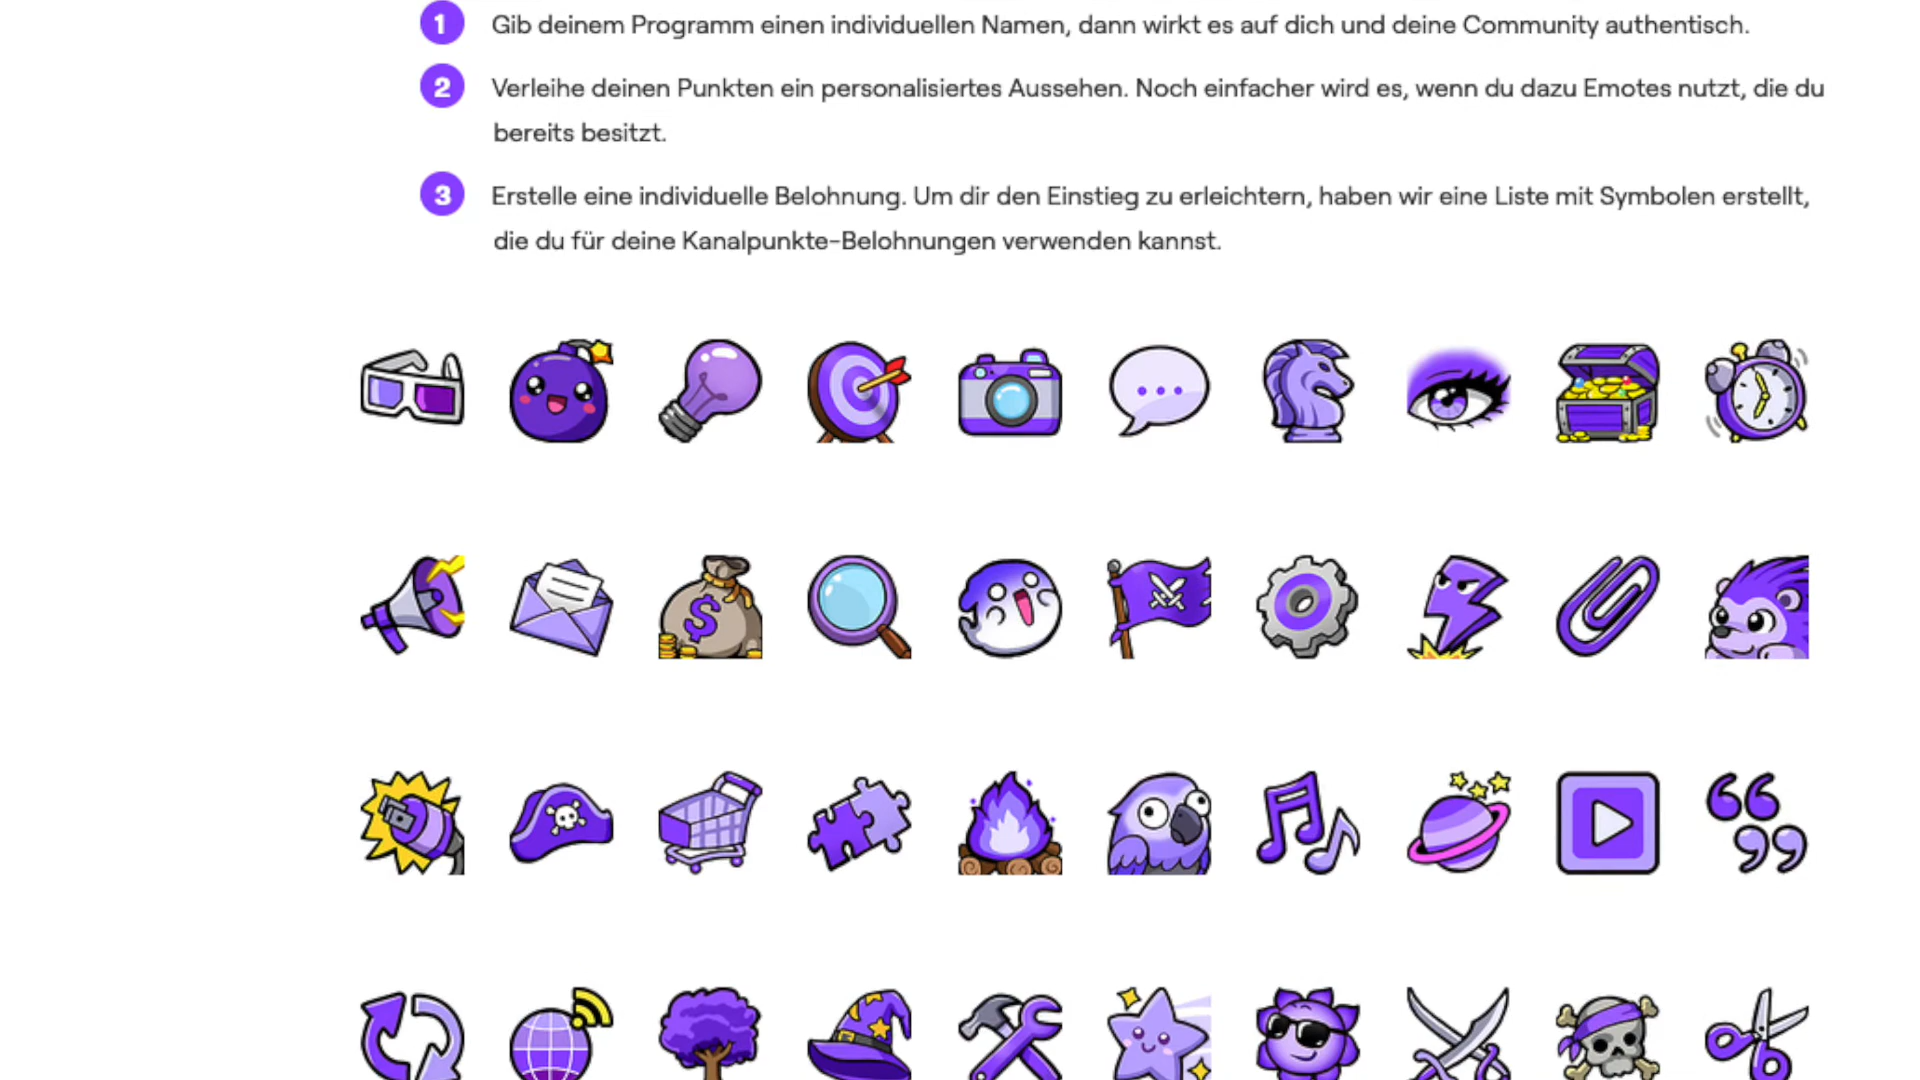 1 Gib deinem Programm einen individuellen Namen, dann wirkt es auf dich und deine Community authentisch.
2 Verleihe deinen Punkten ein personalisiertes Aussehen. Noch einfacher wird es, wenn du dazu Emotes nutzt, die du
bereits besitzt.
3 Erstelle eine individuelle Belohnung. Um dir den Einstieg zu erleichtern, haben wir eine Liste mit Symbolen erstellt,
die du für deine Kanalpunkte-Belohnungen verwenden kannst.
$